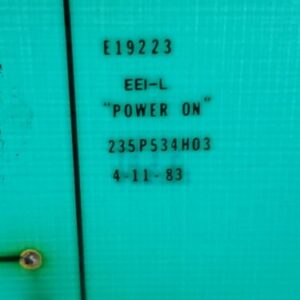 E19223
EEI-L
"POWER ON"
235P534H03
4-11-83